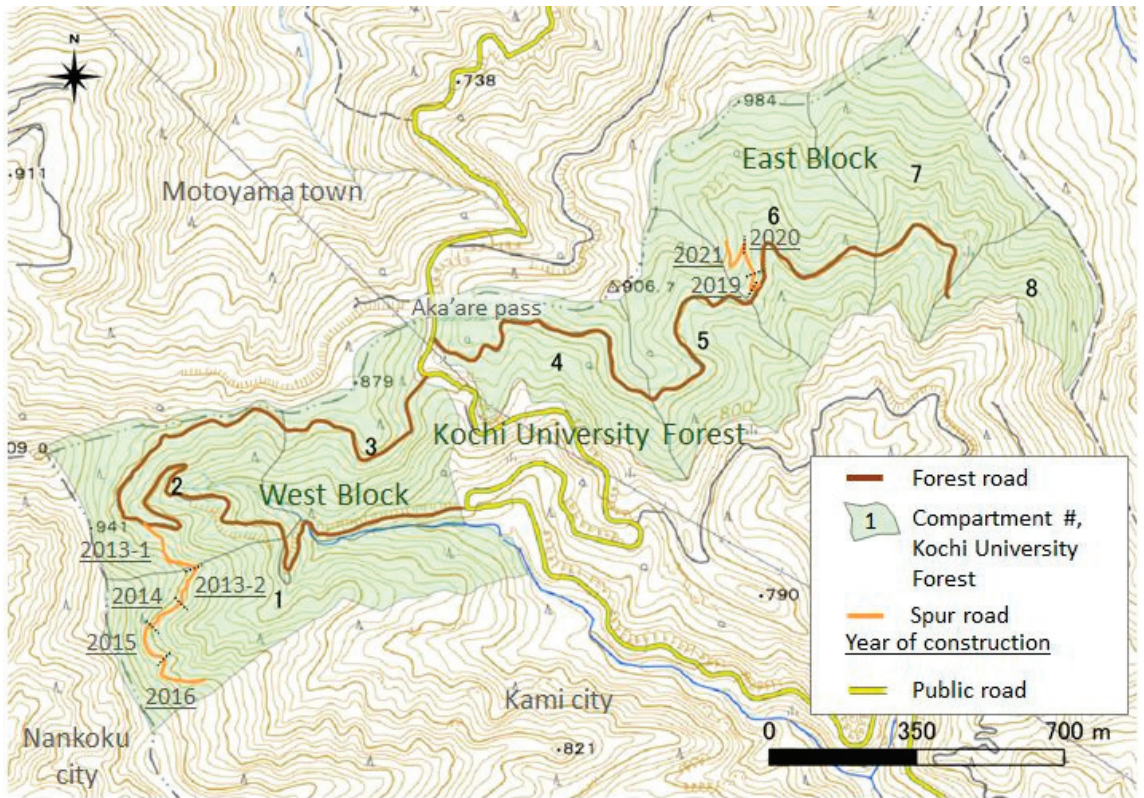 N
738
984
East Block
7
911
Motoyama town
6
2020
2021
2019
906.7
8
Aka'are pass
5
4
879
800
3
Kochi University Forest
09.0
2
West Block
941
2013-1
2013-2
2014
1
790
2015
2016
Kami city
821
Nankoku
city
Forest road
1
Compartment #,
Kochi University
Forest
Spur road
Year of construction
Public road
0 350 700 m